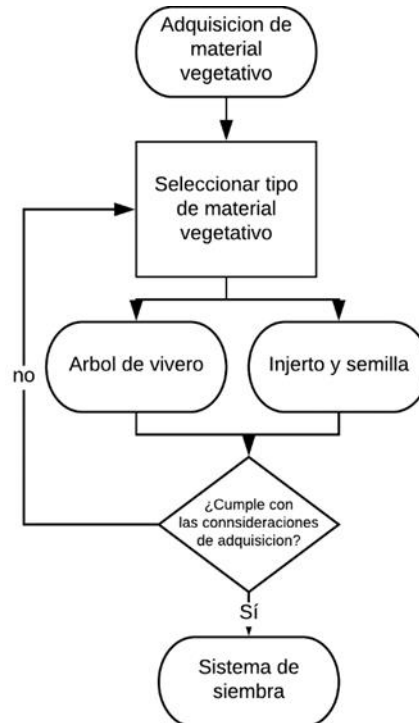 Adquisicion de
material
vegetativo
Seleccionar tipo
de material
vegetativo
Arbol de vivero
Injerto y semilla
no
¿Cumple con
las connsideraciones
de adquisicion?
Sí
Sistema de
siembra